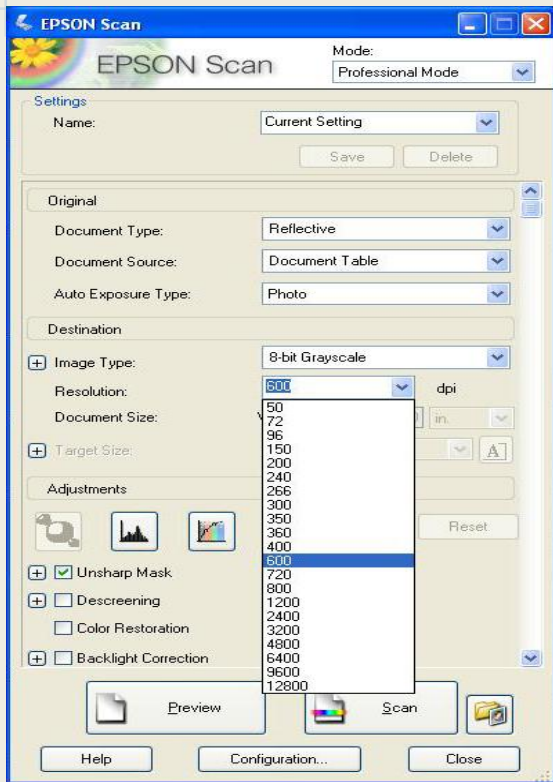 EPSON Scan
EPSON Scan
Mode:
Professional Mode
Settings
Name: Current Setting
Save Delete
Original
Document Type: Reflective
Document Source: Document Table
Auto Exposure Type: Photo
Destination
Image Type: 8-bit Grayscale
Resolution: 600 dpi
50
Document Size: in.
72
96
150
Target Size: A
200
240
266
Adjustments
300
350
360
Reset
400
600
Unsharp Mask
720
800
Descreening
1200
2400
Color Restoration
3200
4800
Backlight Correction
6400
9600
12800
Preview Scan
Help Configuration... Close